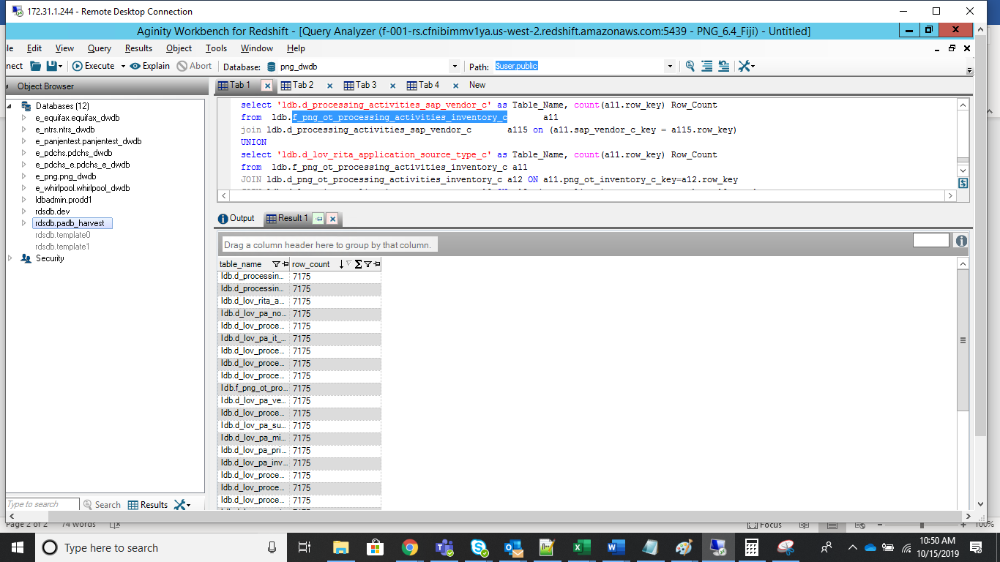 172.31.1.244 - Remote Desktop Connection
Aginity Workbench for Redshift - [Query Analyzer (f-001-rs.cfnibimmv1ya.us-west-2.redshift.amazonaws.com:5439 - PNG_6.4_Fiji) - Untitled]
ile Edit View Query Results Object Tools Window Help
nect Execute Explain Abort Database: png_dwdb Path: $user,public
Object Browser
Tab 1 Tab 2 Tab 3 Tab 4 New
Databases (12)
e_equifax.equifax_dwdb
e_ntrs.ntrs_dwdb
e_panjentest.panjentest_dwdb
e_pdchs.pdchs_dwdb
e_pdchs_e.pdchs_e_dwdb
e_png.png_dwdb
e_whirlpool.whirlpool_dwdb
ldbadmin.prodd1
rdsdb.dev
rdsdb.padb_harvest
rdsdb.template0
rdsdb.template1
Security
select 'ldb.d_processing_activities_sap_vendor_c' as Table_Name, count(a11.row_key) Row_Count
from ldb.f_png_ot_processing_activities_inventory_c a11
join ldb.d_processing_activities_sap_vendor_c a115 on (a11.sap_vendor_c_key = a115.row_key)
UNION
select 'ldb.d_lov_rita_application_source_type_c' as Table_Name, count(a11.row_key) Row_Count
from ldb.f_png_ot_processing_activities_inventory_c a11
JOIN ldb.d_png_ot_processing_activities_inventory_c a12 ON a11.png_ot_inventory_c_key=a12.row_key
Output Result 1
Drag a column header here to group by that column.
table_name row_count
ldb.d_processin... 7175
ldb.d_processin... 7175
ldb.d_lov_rita_a... 7175
ldb.d_lov_pa_no... 7175
ldb.d_lov_proce... 7175
ldb.d_lov_pa_it_... 7175
ldb.d_lov_proce... 7175
ldb.d_lov_proce... 7175
ldb.d_lov_proce... 7175
ldb.f_png_ot_pro... 7175
ldb.d_lov_pa_ve... 7175
ldb.d_lov_proce... 7175
ldb.d_lov_pa_su... 7175
ldb.d_lov_pa_mi... 7175
ldb.d_lov_pa_pri... 7175
ldb.d_lov_pa_inv... 7175
ldb.d_lov_proce... 7175
ldb.d_lov_proce... 7175
ldb.d_lov_proce... 7175
Type to search Search Results
Page 2 of 2 74 words Focus 100%
Type here to search
10:50 AM
10/15/2019